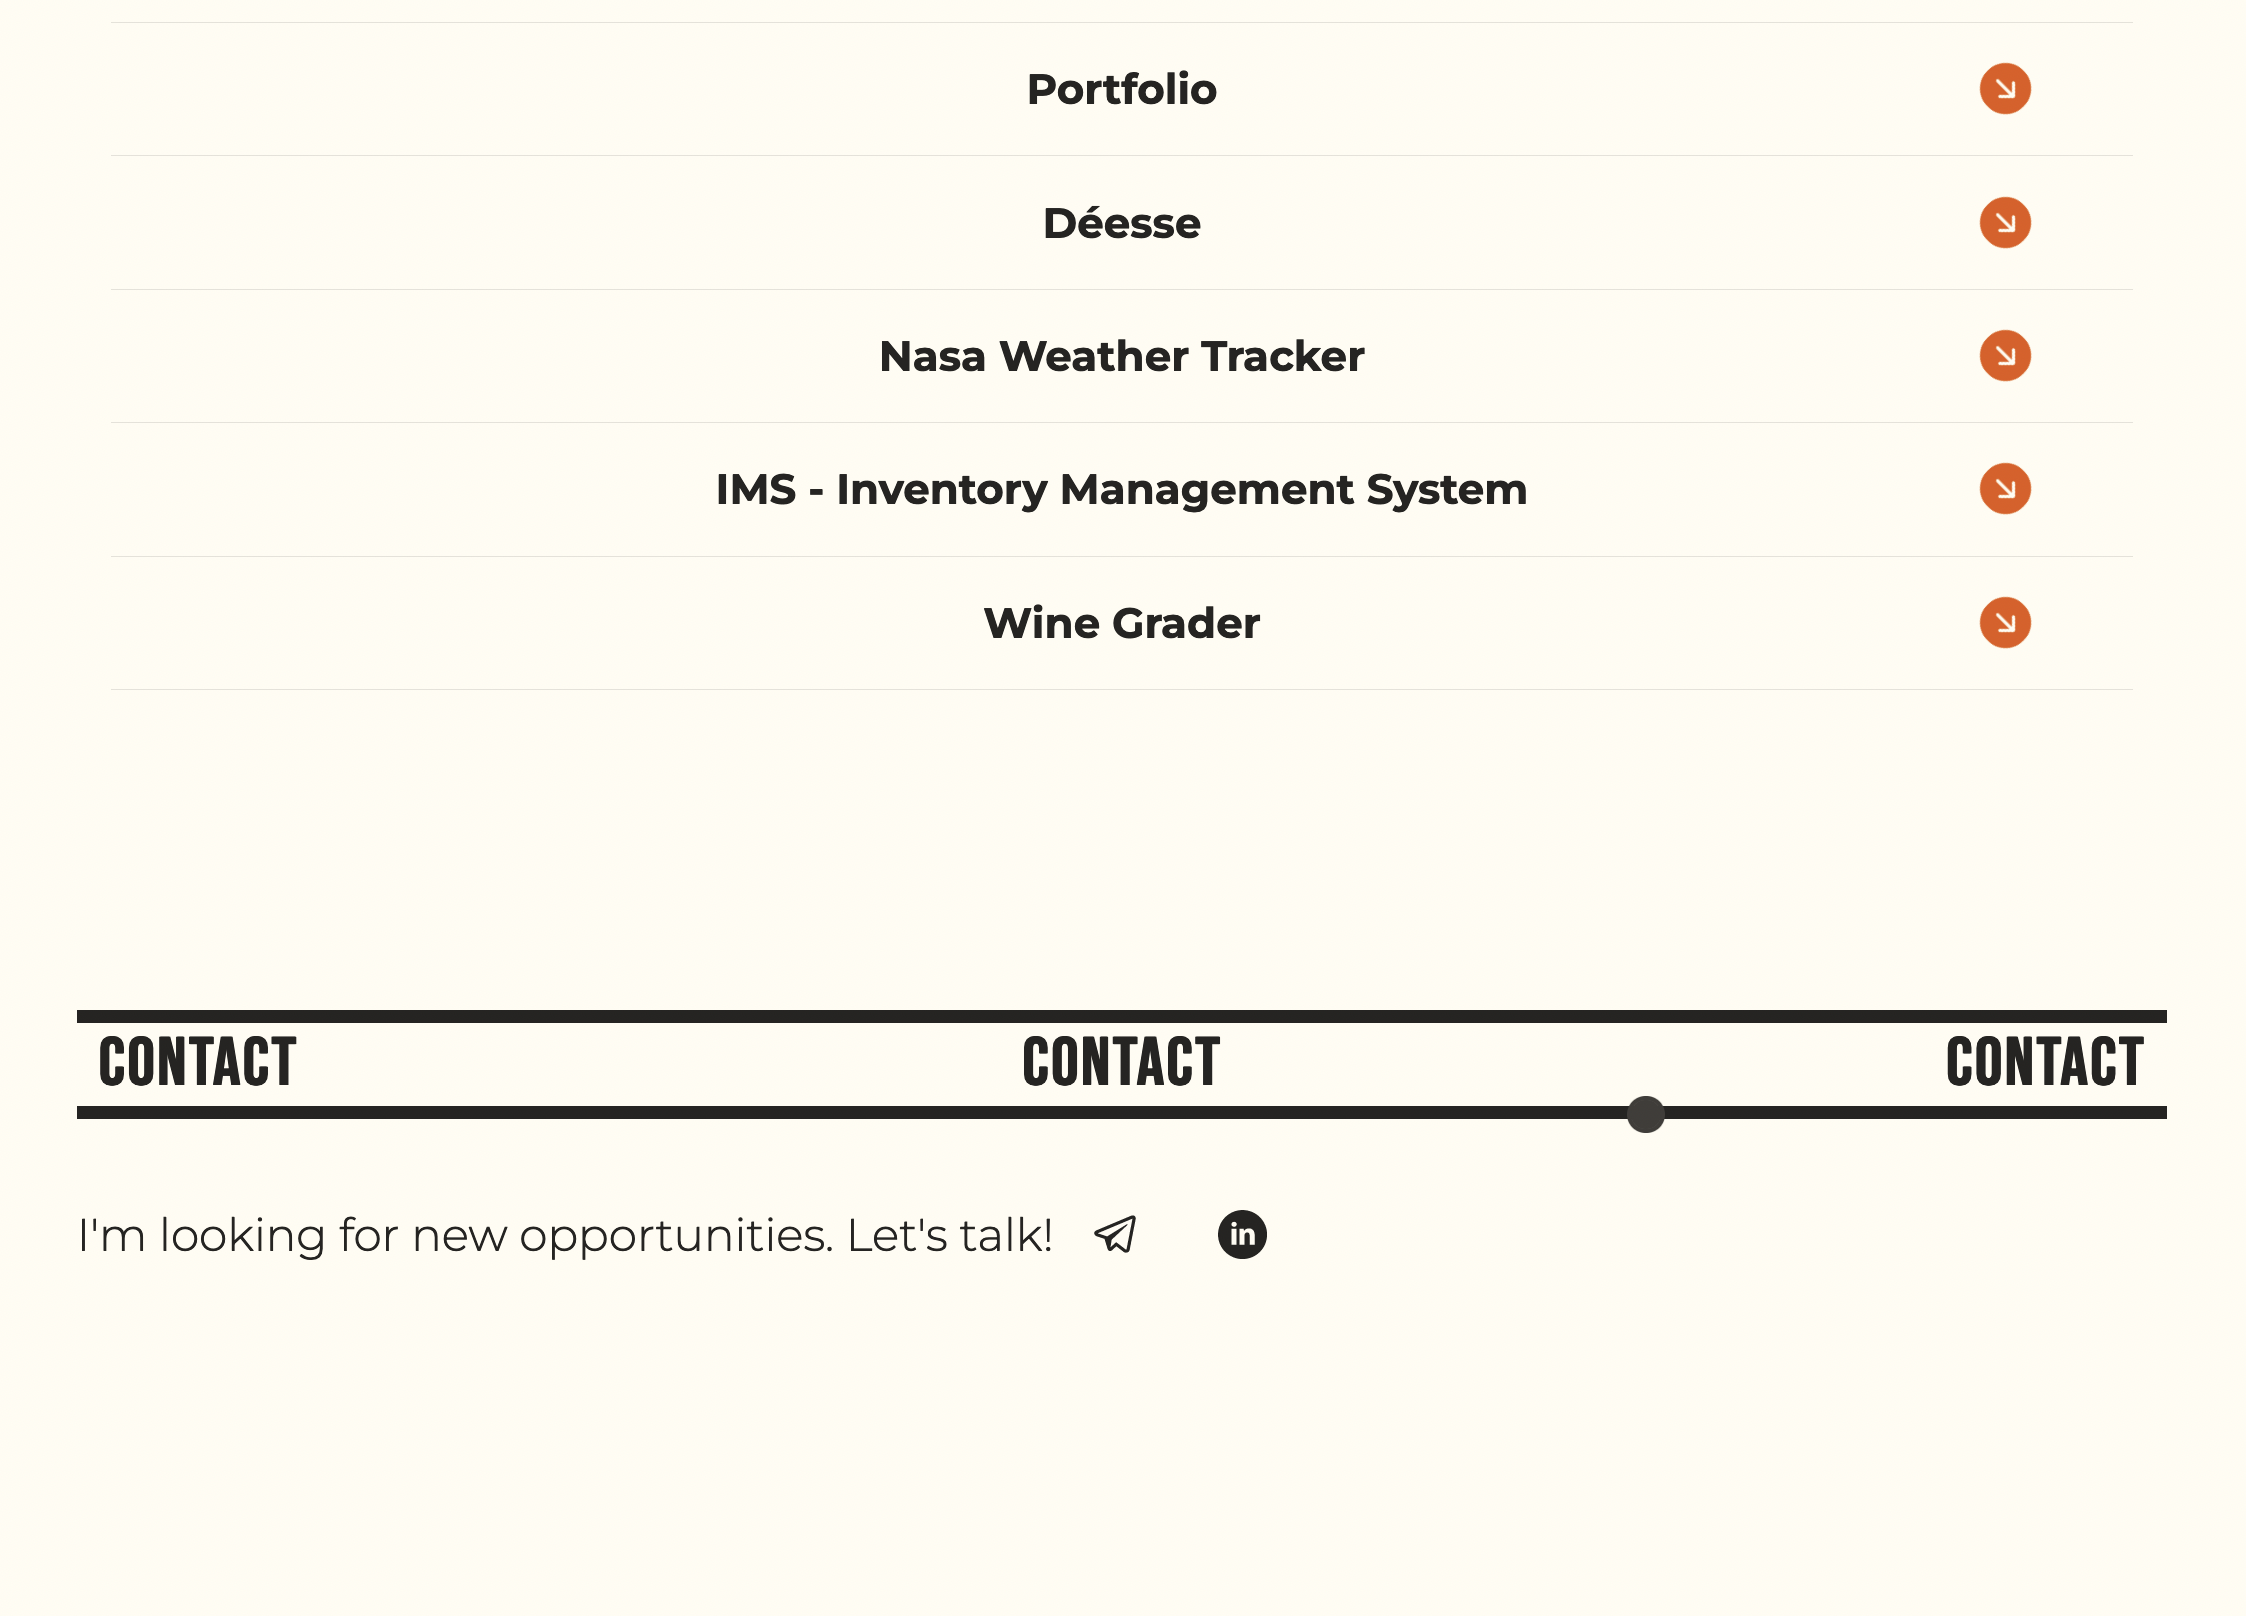 Portfolio
Déesse
Nasa Weather Tracker
IMS - Inventory Management System
Wine Grader
CONTACT CONTACT CONTACT
I'm looking for new opportunities. Let's talk! in